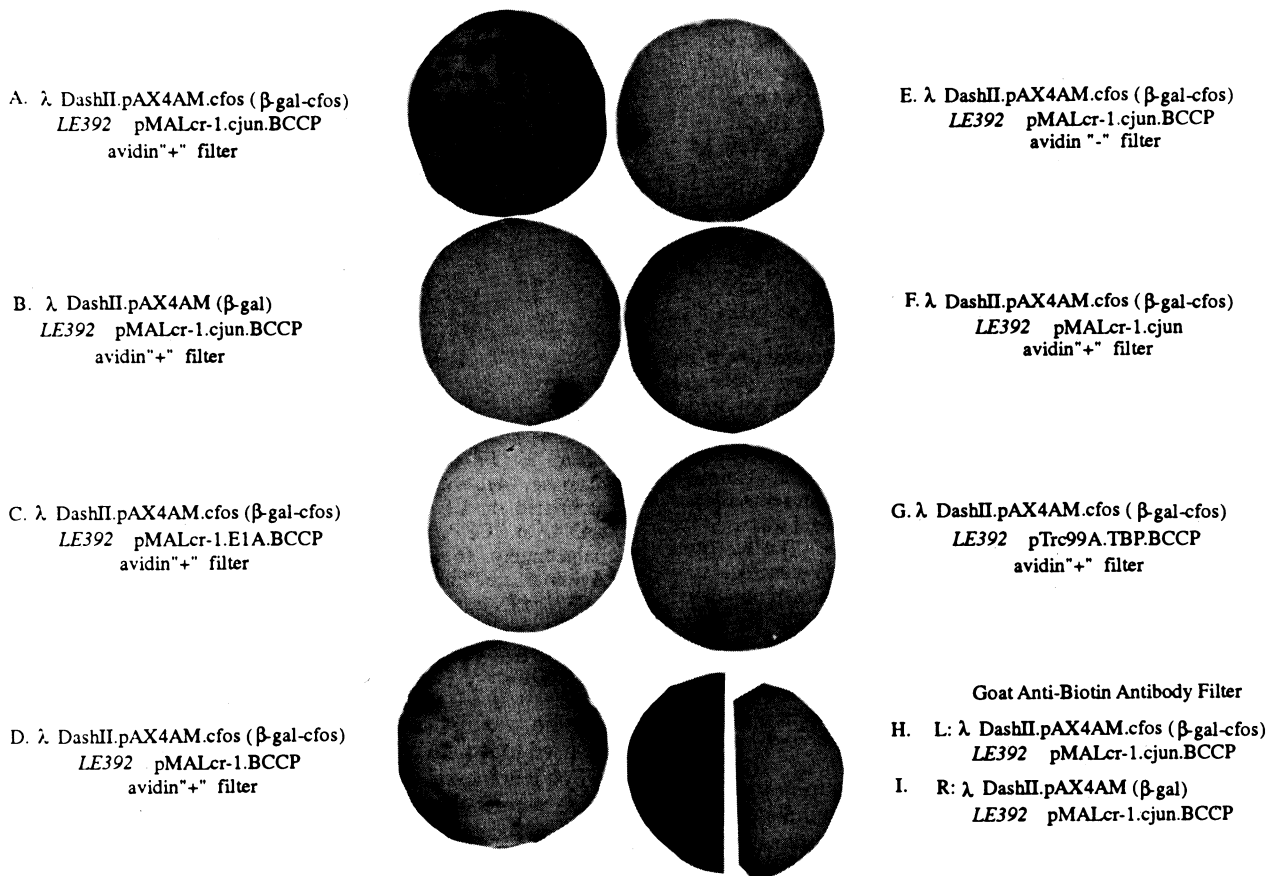 A. λ DashII.pAX4AM.cfos (β-gal-cfos)
LE392 pMALcr-1.cjun.BCCP
avidin"+" filter
B. λ DashII.pAX4AM (β-gal)
LE392 pMALcr-1.cjun.BCCP
avidin"+" filter
C. λ DashII.pAX4AM.cfos (β-gal-cfos)
LE392 pMALcr-1.E1A.BCCP
avidin"+" filter
D. λ DashII.pAX4AM.cfos (β-gal-cfos)
LE392 pMALcr-1.BCCP
avidin"+" filter
E. λ DashII.pAX4AM.cfos (β-gal-cfos)
LE392 pMALcr-1.cjun.BCCP
avidin "-" filter
F. λ DashII.pAX4AM.cfos (β-gal-cfos)
LE392 pMALcr-1.cjun
avidin"+" filter
G. λ DashII.pAX4AM.cfos (β-gal-cfos)
LE392 pTrc99A.TBP.BCCP
avidin"+" filter
Goat Anti-Biotin Antibody Filter
H. L: λ DashII.pAX4AM.cfos (β-gal-cfos)
LE392 pMALcr-1.cjun.BCCP
I. R: λ DashII.pAX4AM (β-gal)
LE392 pMALcr-1.cjun.BCCP